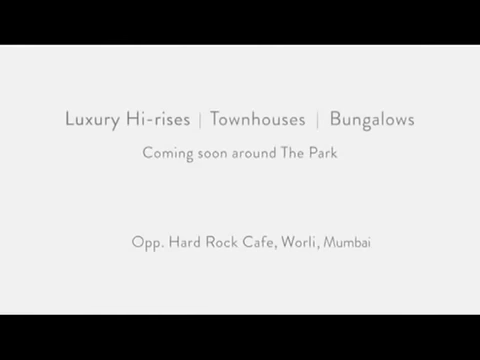 Luxury Hi-rises | Townhouses | Bungalows
Coming soon around The Park
Opp. Hard Rock Cafe, Worli, Mumbai